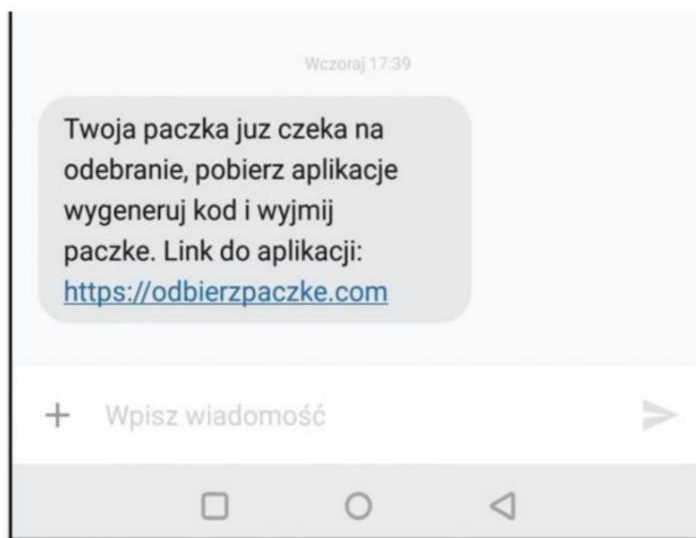 Wczoraj 17:39
Twoja paczka juz czeka na
odebranie, pobierz aplikacje
wygeneruj kod i wyjmij
paczke. Link do aplikacji:
https://odbierzpaczke.com
Wpisz wiadomość